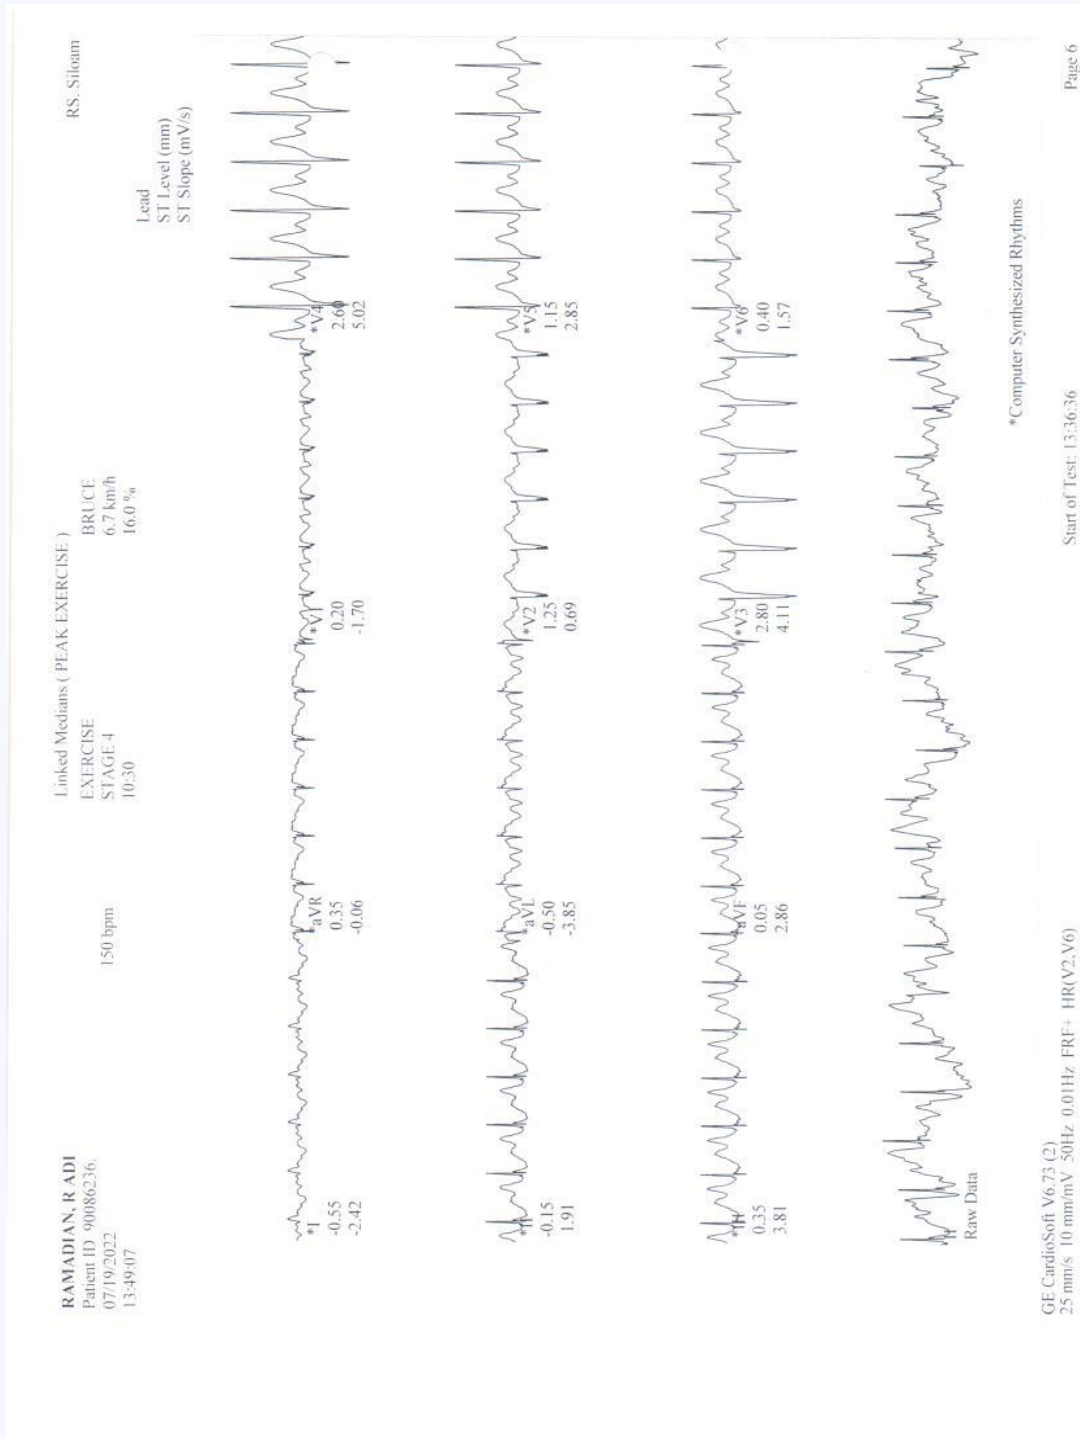 RAMADIAN, R ADI
Patient ID 90086236
07/19/2022
13:49:07
150 bpm
Linked Medians ( PEAK EXERCISE )
EXERCISE
STAGE 4
10:30
BRUCE
6.7 km/h
16.0 %
RS. Siloam
Lead
ST Level (mm)
ST Slope (mV/s)
*I
-0.55
-2.42
*aVR
0.35
-0.06
*V1
0.20
-1.70
*V4
2.60
5.02
*II
-0.15
1.91
*aVL
-0.50
-3.85
*V2
1.25
0.69
*V5
1.15
2.85
*III
0.35
3.81
*aVF
0.05
2.86
*V3
2.80
4.11
*V6
0.40
1.57
Raw Data
*Computer Synthesized Rhythms
GE CardioSoft V6.73 (2)
25 mm/s 10 mm/mV 50Hz 0.01Hz FRF+ HR(V2,V6)
Start of Test: 13:36:36
Page 6